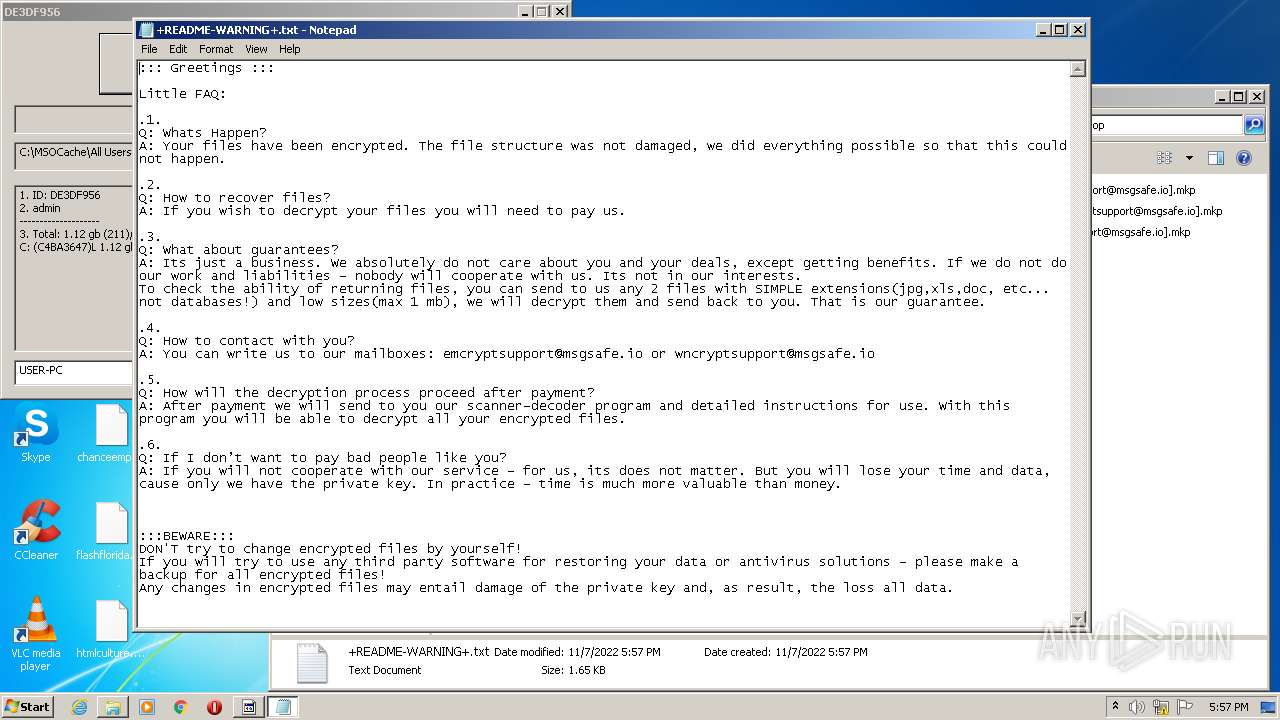 DE3DF956
+README-WARNING+.txt - Notepad
File Edit Format View Help
::: Greetings :::
Little FAQ:
.1.
Q: Whats Happen?
A: Your files have been encrypted. The file structure was not damaged, we did everything possible so that this could
not happen.
.2.
Q: How to recover files?
A: If you wish to decrypt your files you will need to pay us.
.3.
Q: What about guarantees?
A: Its just a business. We absolutely do not care about you and your deals, except getting benefits. If we do not do
our work and liabilities - nobody will cooperate with us. Its not in our interests.
To check the ability of returning files, you can send to us any 2 files with SIMPLE extensions(jpg,xls,doc, etc...
not databases!) and low sizes(max 1 mb), we will decrypt them and send back to you. That is our guarantee.
.4.
Q: How to contact with you?
A: You can write us to our mailboxes: emcryptsupport@msgsafe.io or wncryptsupport@msgsafe.io
.5.
Q: How will the decryption process proceed after payment?
A: After payment we will send to you our scanner-decoder program and detailed instructions for use. With this
program you will be able to decrypt all your encrypted files.
.6.
Q: If I don't want to pay bad people like you?
A: If you will not cooperate with our service - for us, its does not matter. But you will lose your time and data,
cause only we have the private key. In practice - time is much more valuable than money.
:::BEWARE:::
DON'T try to change encrypted files by yourself!
If you will try to use any third party software for restoring your data or antivirus solutions - please make a
backup for all encrypted files!
Any changes in encrypted files may entail damage of the private key and, as result, the loss all data.
C:\MSOCache\All Users
1. ID: DE3DF956
2. admin
--------------------
3. Total: 1.12 gb (211)
C: (C4BA3647)L 1.12 gb
USER-PC
op
ort@msgsafe.io].mkp
tsupport@msgsafe.io].mkp
rt@msgsafe.io].mkp
Skype
chanceemp
CCleaner
flashflorida.
VLC media
player
htmlculture...
+README-WARNING+.txt Date modified: 11/7/2022 5:57 PM Date created: 11/7/2022 5:57 PM
Text Document Size: 1.65 KB
ANY RUN
Start
5:57 PM